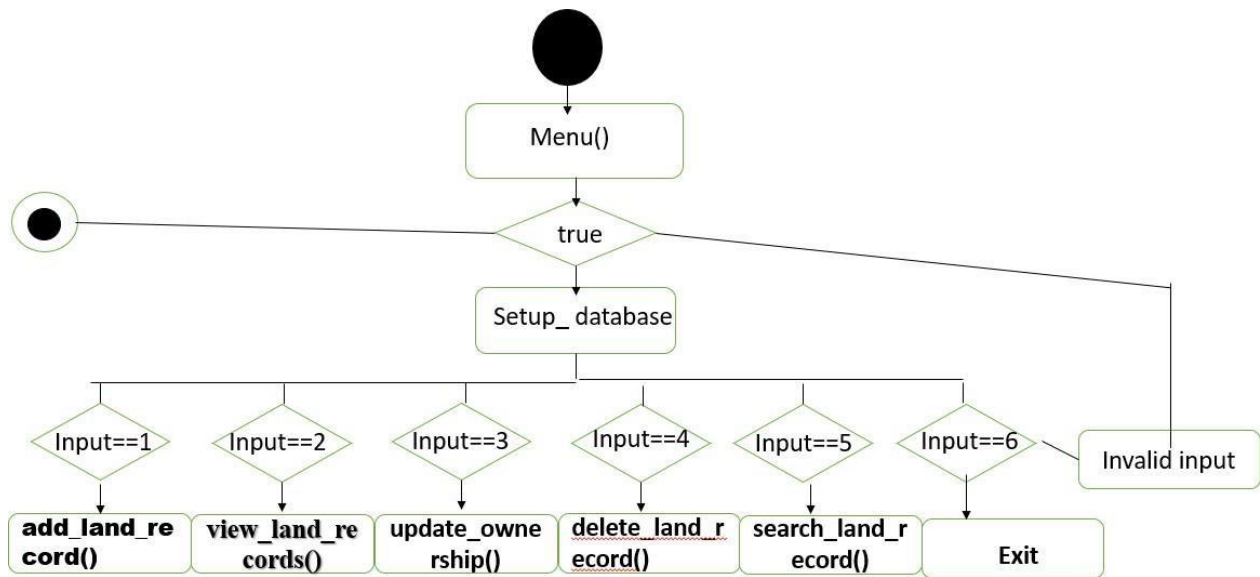 Menu()
true
Setup_ database
Input==1
Input==2
Input==3
Input==4
Input==5
Input==6
Invalid input
add_land_re
cord()
view_land_re
cords()
update_owne
rship()
delete_land_r
ecord()
search_land_r
ecord()
Exit